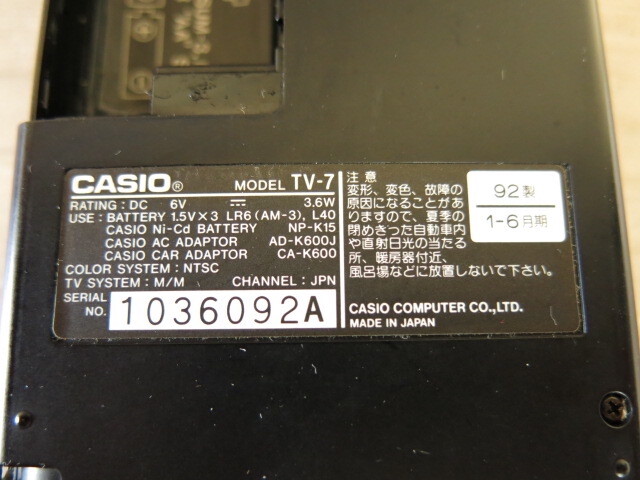 CASIO® MODEL TV-7
RATING : DC 6V 3.6W
USE : BATTERY 1.5V×3 LR6 (AM-3), L40
CASIO Ni-Cd BATTERY NP-K15
CASIO AC ADAPTOR AD-K600J
CASIO CAR ADAPTOR CA-K600
COLOR SYSTEM : NTSC
TV SYSTEM : M/M CHANNEL : JPN
SERIAL
NO. 1036092A
注 意
変形、変色、故障の
原因になることがあ
りますので、夏季の
閉めきった自動車内
や直射日光の当たる
所、暖房器付近、
風呂場などに放置しないで下さい。
92製
1-6月期
CASIO COMPUTER CO.,LTD.
MADE IN JAPAN